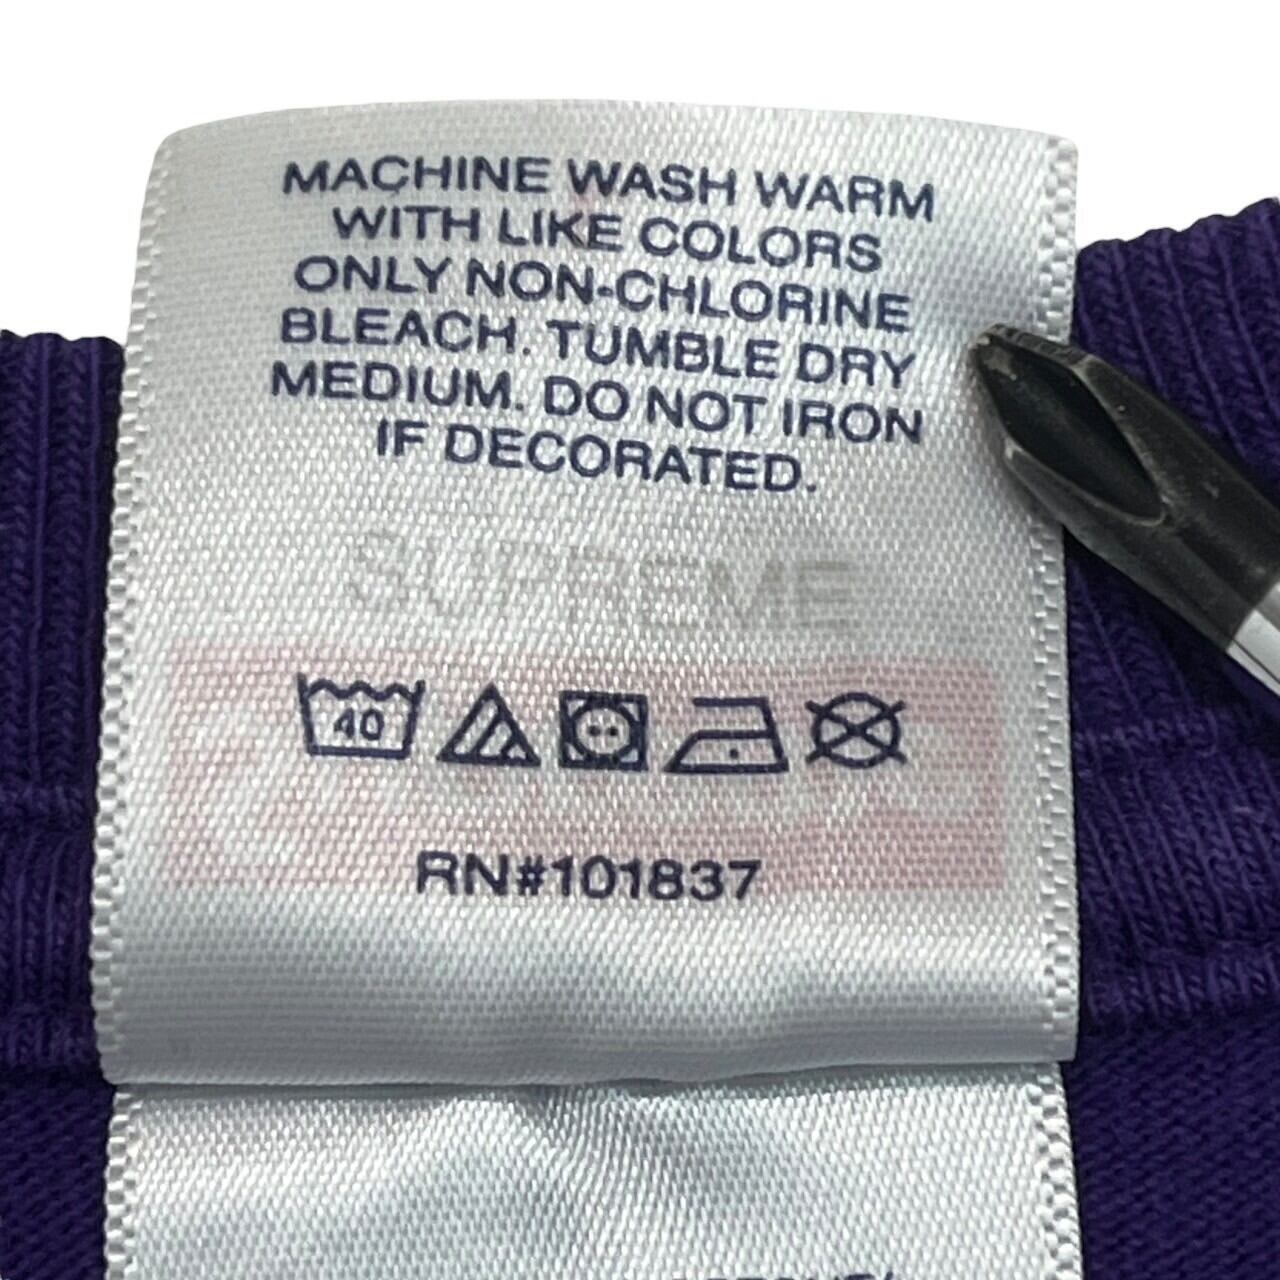 MACHINE WASH WARM
WITH LIKE COLORS
ONLY NON-CHLORINE
BLEACH. TUMBLE DRY
MEDIUM. DO NOT IRON
IF DECORATED.
SUPREME
40
RN#101837